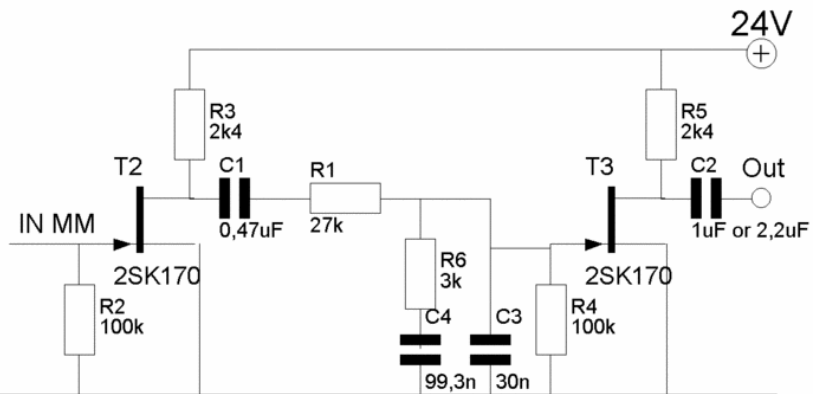 24V
R3
2k4
R5
2k4
T2
C1
R1
T3
C2
Out
IN MM
0,47uF
27k
1uF or 2,2uF
R6
3k
2SK170
2SK170
R2
100k
C4
C3
R4
100k
99,3n
30n